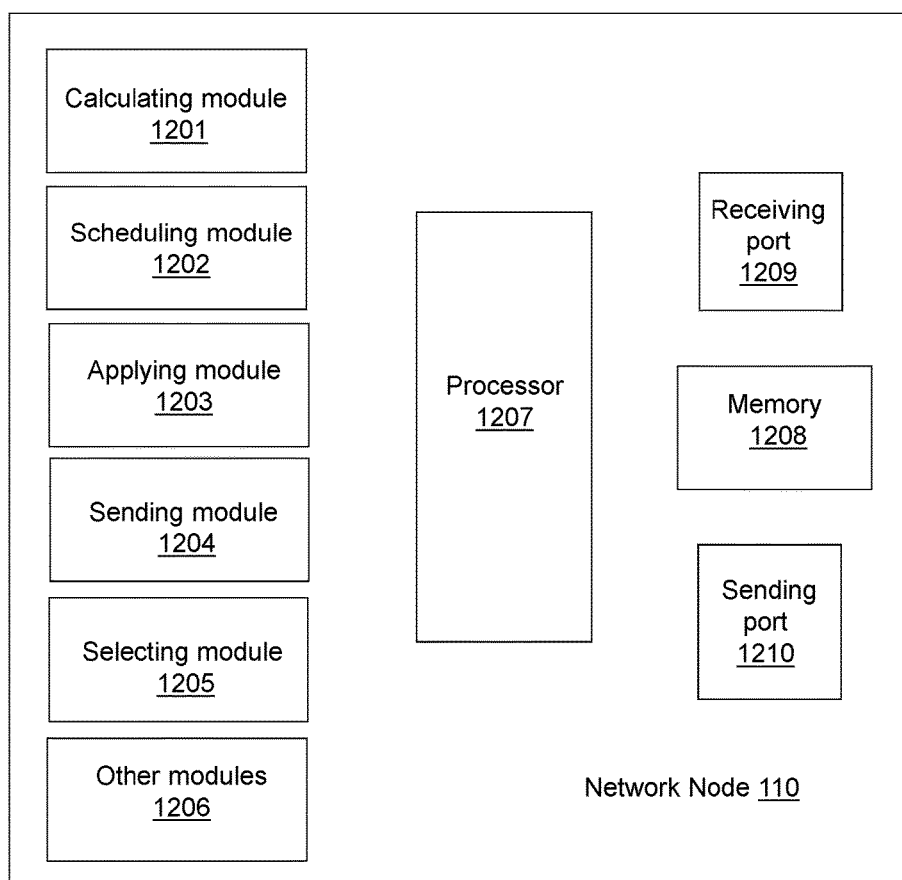 Calculating module
1201
Scheduling module
1202
Applying module
1203
Sending module
1204
Selecting module
1205
Other modules
1206
Processor
1207
Receiving
port
1209
Memory
1208
Sending
port
1210
Network Node 110